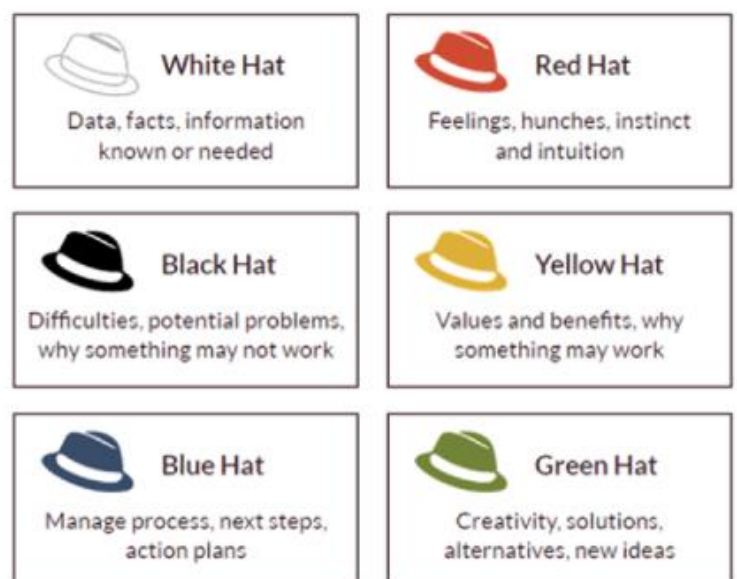 White Hat
Data, facts, information
known or needed
Red Hat
Feelings, hunches, instinct
and intuition
Black Hat
Difficulties, potential problems,
why something may not work
Yellow Hat
Values and benefits, why
something may work
Blue Hat
Manage process, next steps,
action plans
Green Hat
Creativity, solutions,
alternatives, new ideas